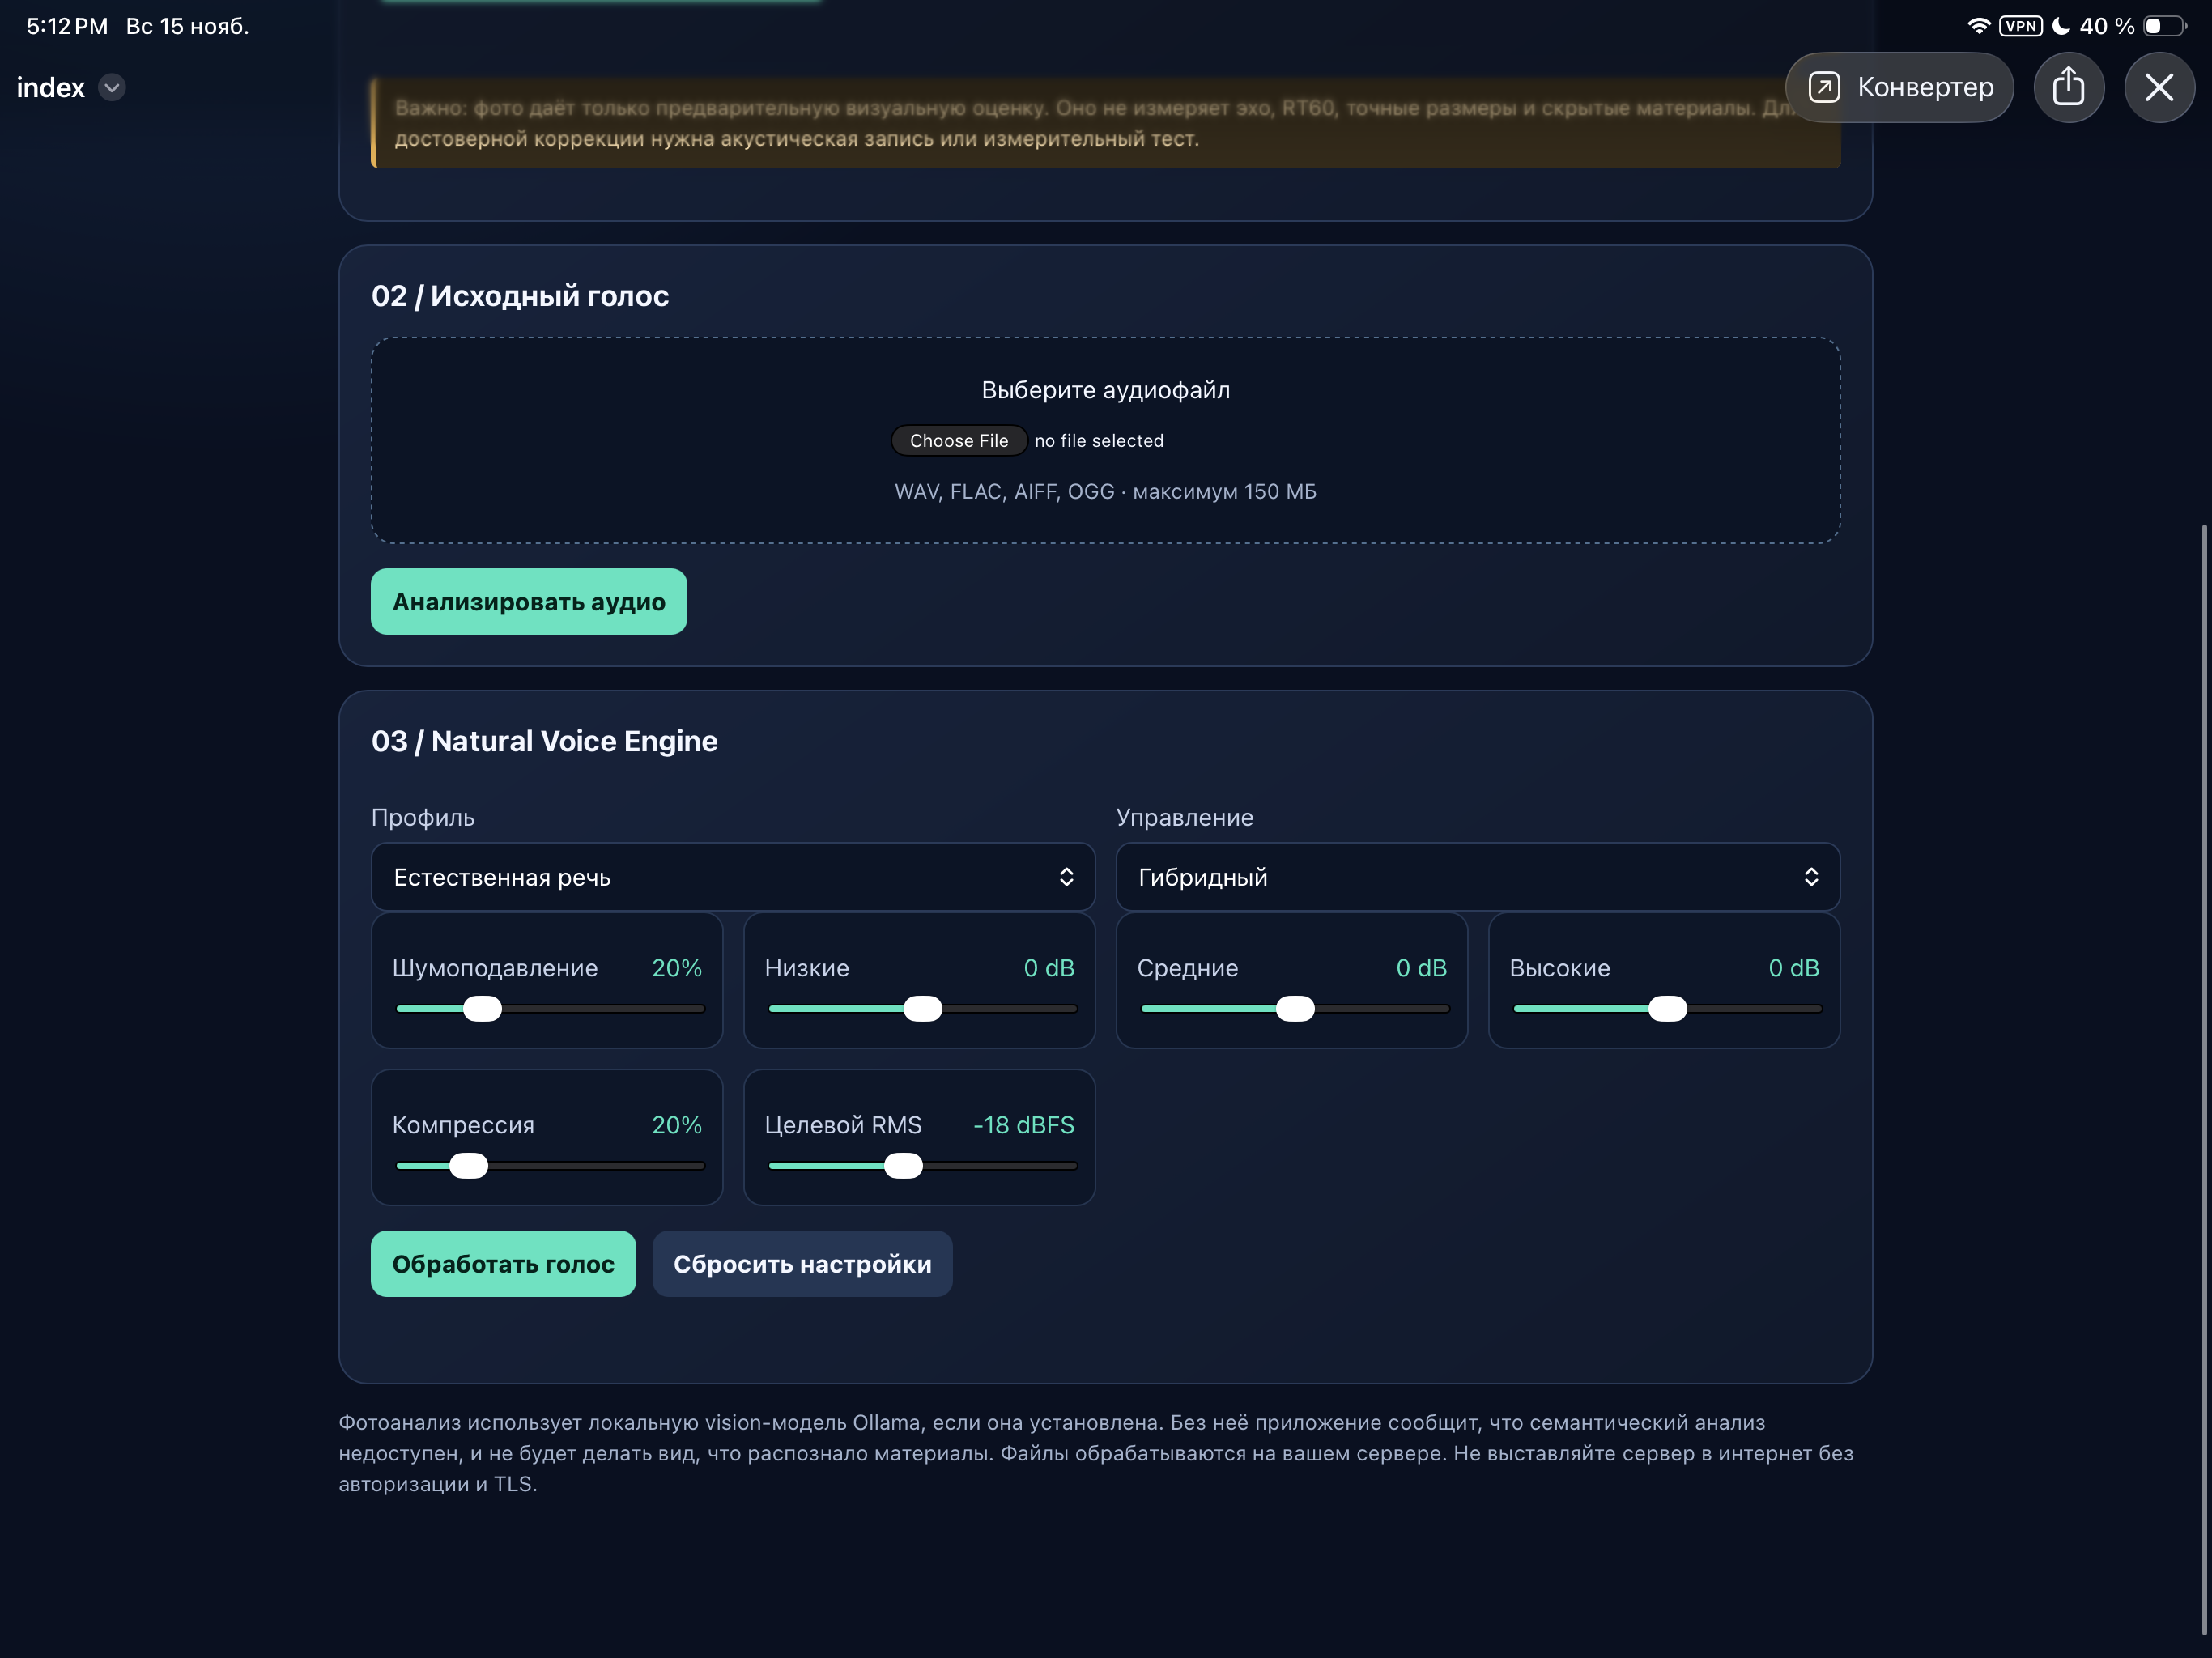 5:12 PM Вс 15 нояб.
VPN 40 %
index
Конвертер
Важно: фото даёт только предварительную визуальную оценку. Оно не измеряет эхо, RT60, точные размеры и скрытые материалы.
достоверной коррекции нужна акустическая запись или измерительный тест.
02 / Исходный голос
Выберите аудиофайл
Choose File no file selected
WAV, FLAC, AIFF, OGG · максимум 150 МБ
Анализировать аудио
03 / Natural Voice Engine
Профиль Управление
Естественная речь Гибридный
Шумоподавление 20% Низкие 0 dB Средние 0 dB Высокие 0 dB
Компрессия 20% Целевой RMS -18 dBFS
Обработать голос Сбросить настройки
Фотоанализ использует локальную vision-модель Ollama, если она установлена. Без неё приложение сообщит, что семантический анализ
недоступен, и не будет делать вид, что распознало материалы. Файлы обрабатываются на вашем сервере. Не выставляйте сервер в интернет без
авторизации и TLS.